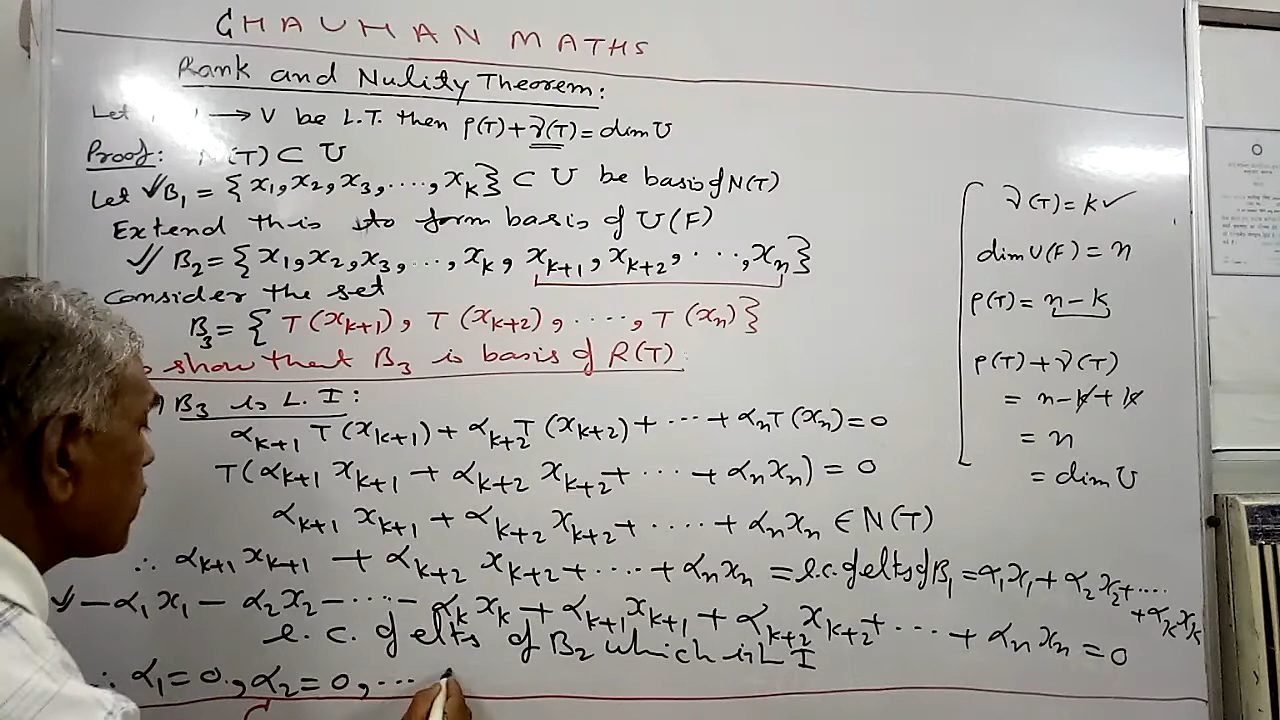 CHAUHAN MATHS
Rank and Nulity Theorem:
Let → V be L.T. then ρ(T)+ν(T)=dim U
Proof: (T) ⊂ U
Let ✓B₁ = {x₁, x₂, x₃, ...., x_k} ⊂ U be basis of N(T)
Extend this to form basis of U(F)
✓ B₂ = {x₁, x₂, x₃, ..., x_k, x_{k+1}, x_{k+2}, ..., x_n}
Consider the set
B₃ = { T(x_{k+1}), T(x_{k+2}), ...., T(x_n)}
show that B₃ is basis of R(T).
B₃ is L.I:
α_{k+1} T(x_{k+1}) + α_{k+2} T(x_{k+2}) + ... + α_n T(x_n) = 0
T(α_{k+1} x_{k+1} + α_{k+2} x_{k+2} + .... + α_n x_n) = 0
α_{k+1} x_{k+1} + α_{k+2} x_{k+2} + .... + α_n x_n ∈ N(T)
∴ α_{k+1} x_{k+1} + α_{k+2} x_{k+2} + .... + α_n x_n = l.c. of elts of B₁ = α₁x₁ + α₂x₂ + .... + α_k x_k
✓ -α₁x₁ - α₂x₂ - .... - α_k x_k + α_{k+1} x_{k+1} + α_{k+2} x_{k+2} + ... + α_n x_n = 0
l.c. of elts of B₂ which is L I
∴ α₁=0, α₂=0, ...
ν(T) = k ✓
dim U(F) = n
ρ(T) = n-k
ρ(T) + ν(T)
= n-k+k
= n
= dim U